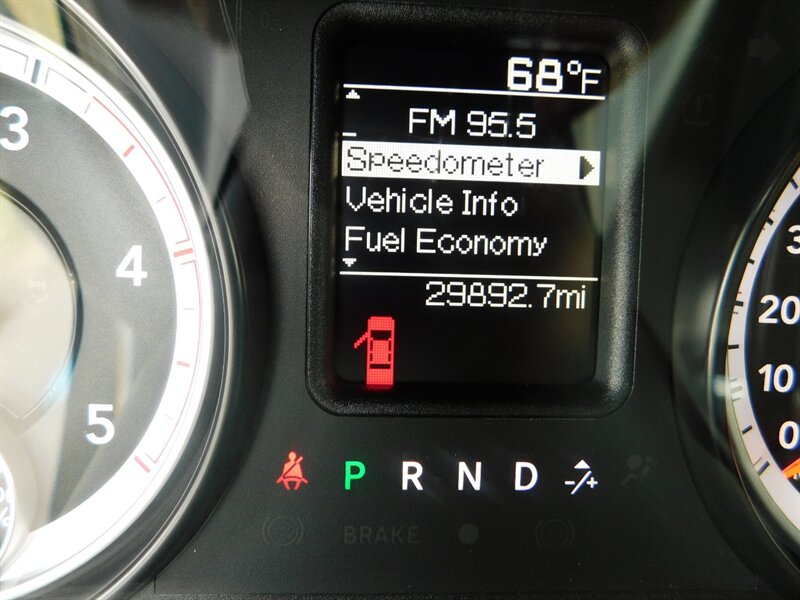 68°F
FM 95.5
Speedometer
Vehicle Info
Fuel Economy
29892.7mi
3
4
5
20
10
0
P R N D -/+
BRAKE